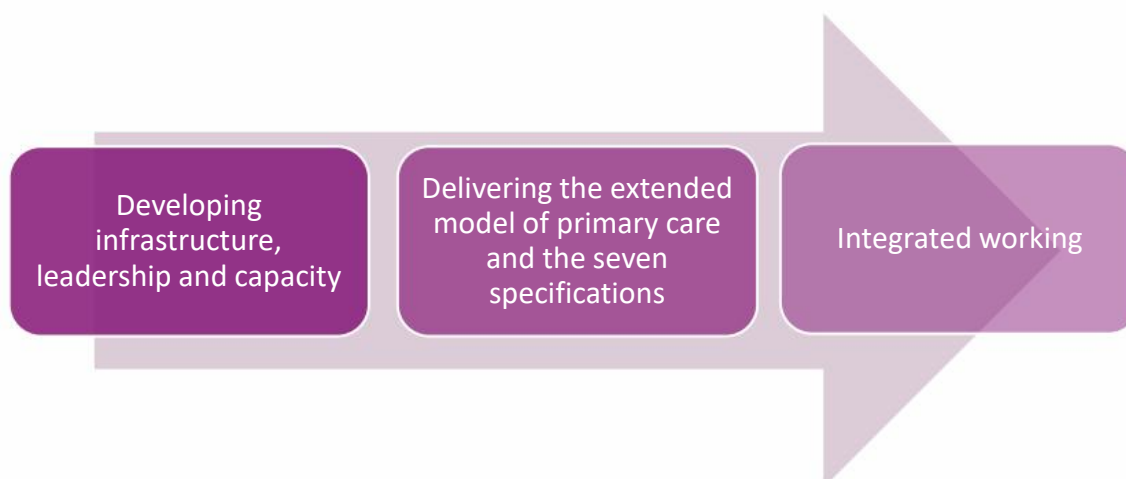 Developing
infrastructure,
leadership and capacity
Delivering the extended
model of primary care
and the seven
specifications
Integrated working